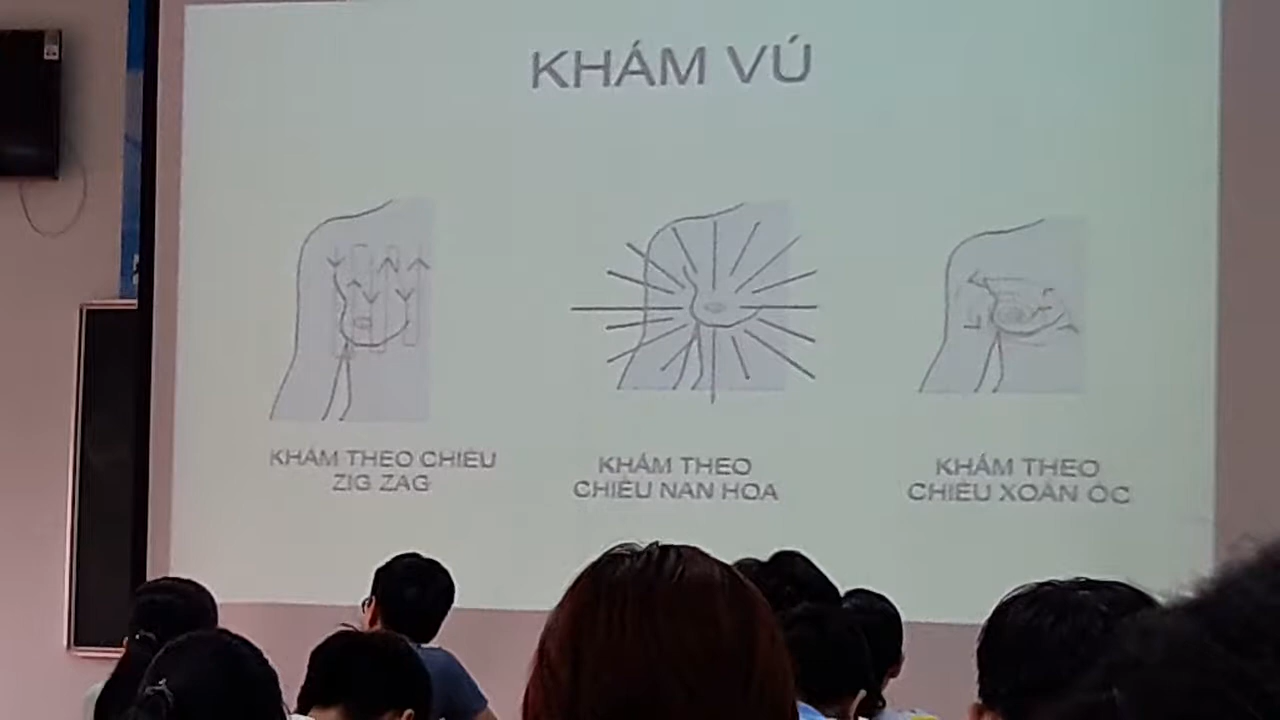 KHÁM VÚ
KHÁM THEO CHIỀU
ZIG ZAG
KHÁM THEO
CHIỀU NAN HOA
KHÁM THEO
CHIỀU XOẮN ỐC